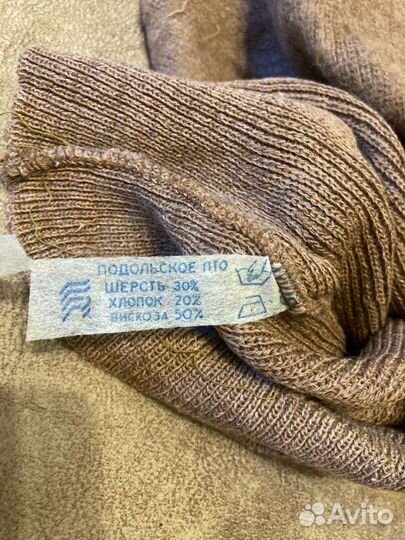 ПОДОЛЬСКОЕ ПТО
ШЕРСТЬ 30%
ХЛОПОК 20%
ВИСКОЗА 50%
Avito